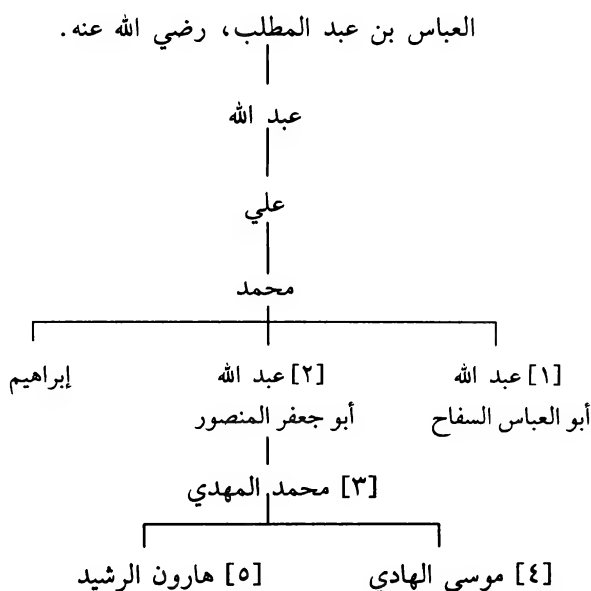 العباس بن عبد المطلب، رضي الله عنه.
عبد الله
علي
محمد
[١] عبد الله [٢] عبد الله إبراهيم
أبو العباس السفاح أبو جعفر المنصور
[٣] محمد المهدي
[٤] موسى الهادي [٥] هارون الرشيد